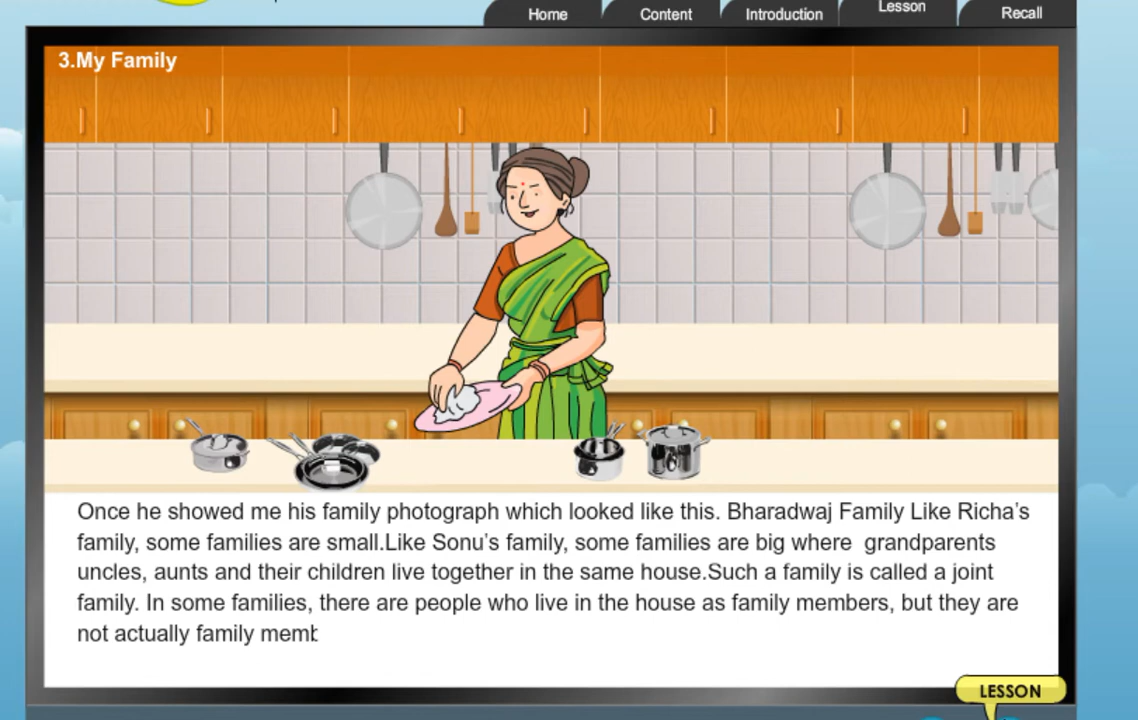 Home Content Introduction Lesson Recall
3.My Family
Once he showed me his family photograph which looked like this. Bharadwaj Family Like Richa's
family, some families are small.Like Sonu's family, some families are big where  grandparents
uncles, aunts and their children live together in the same house.Such a family is called a joint
family. In some families, there are people who live in the house as family members, but they are
not actually family
LESSON